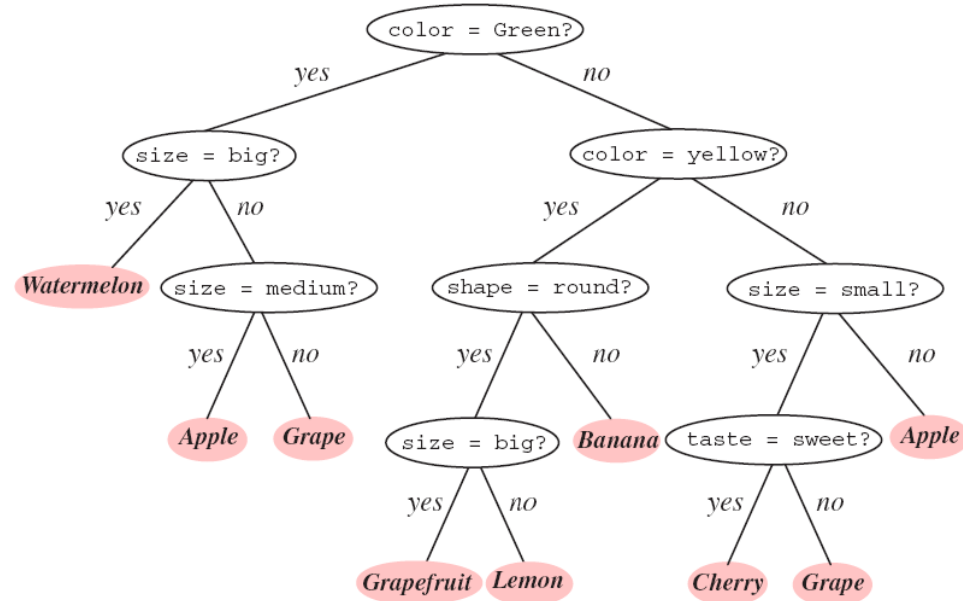 color = Green?
yes
no
size = big?
color = yellow?
yes
no
yes
no
Watermelon
size = medium?
shape = round?
size = small?
yes
no
yes
no
yes
no
Apple
Grape
size = big?
Banana
taste = sweet?
Apple
yes
no
yes
no
Grapefruit
Lemon
Cherry
Grape